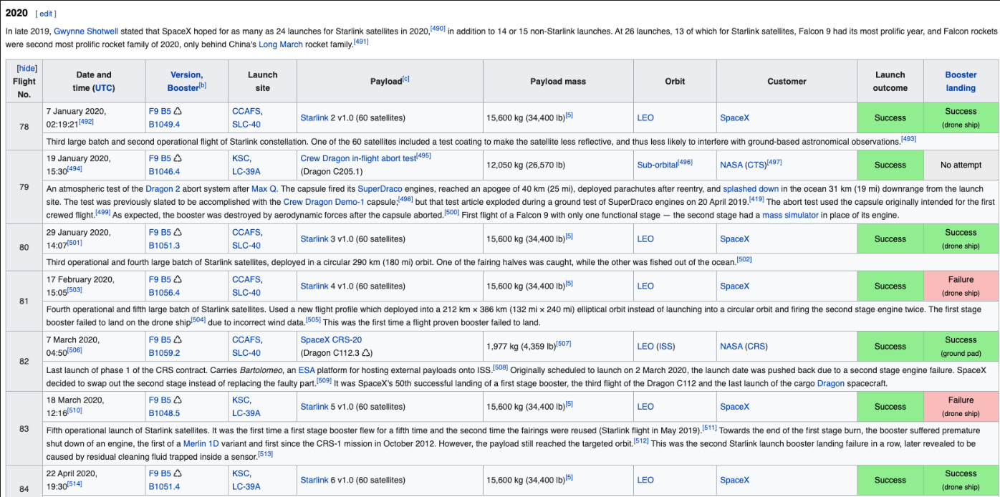 2020 [ edit ]
In late 2019, Gwynne Shotwell stated that SpaceX hoped for as many as 24 launches for Starlink satellites in 2020,[490] in addition to 14 or 15 non-Starlink launches. At 26 launches, 13 of which for Starlink satellites, Falcon 9 had its most prolific year, and Falcon rockets
were second most prolific rocket family of 2020, only behind China's Long March rocket family.[491]
[hide]
Flight
No.
Date and
time (UTC)
Version,
Booster[b]
Launch
site
Payload[c]
Payload mass
Orbit
Customer
Launch
outcome
Booster
landing
78
7 January 2020,
02:19:21[492]
F9 B5 ♺
B1049.4
CCAFS,
SLC-40
Starlink 2 v1.0 (60 satellites)
15,600 kg (34,400 lb)[5]
LEO
SpaceX
Success
Success
(drone ship)
Third large batch and second operational flight of Starlink constellation. One of the 60 satellites included a test coating to make the satellite less reflective, and thus less likely to interfere with ground-based astronomical observations.[493]
79
19 January 2020,
15:30[494]
F9 B5 ♺
B1046.4
KSC,
LC-39A
Crew Dragon in-flight abort test[495]
(Dragon C205.1)
12,050 kg (26,570 lb)
Sub-orbital[496]
NASA (CTS)[497]
Success
No attempt
An atmospheric test of the Dragon 2 abort system after Max Q. The capsule fired its SuperDraco engines, reached an apogee of 40 km (25 mi), deployed parachutes after reentry, and splashed down in the ocean 31 km (19 mi) downrange from the launch
site. The test was previously slated to be accomplished with the Crew Dragon Demo-1 capsule;[498] but that test article exploded during a ground test of SuperDraco engines on 20 April 2019.[419] The abort test used the capsule originally intended for the first
crewed flight.[499] As expected, the booster was destroyed by aerodynamic forces after the capsule aborted.[500] First flight of a Falcon 9 with only one functional stage — the second stage had a mass simulator in place of its engine.
80
29 January 2020,
14:07[501]
F9 B5 ♺
B1051.3
CCAFS,
SLC-40
Starlink 3 v1.0 (60 satellites)
15,600 kg (34,400 lb)[5]
LEO
SpaceX
Success
Success
(drone ship)
Third operational and fourth large batch of Starlink satellites, deployed in a circular 290 km (180 mi) orbit. One of the fairing halves was caught, while the other was fished out of the ocean.[502]
81
17 February 2020,
15:05[503]
F9 B5 ♺
B1056.4
CCAFS,
SLC-40
Starlink 4 v1.0 (60 satellites)
15,600 kg (34,400 lb)[5]
LEO
SpaceX
Success
Failure
(drone ship)
Fourth operational and fifth large batch of Starlink satellites. Used a new flight profile which deployed into a 212 km × 386 km (132 mi × 240 mi) elliptical orbit instead of launching into a circular orbit and firing the second stage engine twice. The first stage
booster failed to land on the drone ship[504] due to incorrect wind data.[505] This was the first time a flight proven booster failed to land.
82
7 March 2020,
04:50[506]
F9 B5 ♺
B1059.2
CCAFS,
SLC-40
SpaceX CRS-20
(Dragon C112.3 ♺)
1,977 kg (4,359 lb)[507]
LEO (ISS)
NASA (CRS)
Success
Success
(ground pad)
Last launch of phase 1 of the CRS contract. Carries Bartolomeo, an ESA platform for hosting external payloads onto ISS.[508] Originally scheduled to launch on 2 March 2020, the launch date was pushed back due to a second stage engine failure. SpaceX
decided to swap out the second stage instead of replacing the faulty part.[509] It was SpaceX's 50th successful landing of a first stage booster, the third flight of the Dragon C112 and the last launch of the cargo Dragon spacecraft.
83
18 March 2020,
12:16[510]
F9 B5 ♺
B1048.5
KSC,
LC-39A
Starlink 5 v1.0 (60 satellites)
15,600 kg (34,400 lb)[5]
LEO
SpaceX
Success
Failure
(drone ship)
Fifth operational launch of Starlink satellites. It was the first time a first stage booster flew for a fifth time and the second time the fairings were reused (Starlink flight in May 2019).[511] Towards the end of the first stage burn, the booster suffered premature
shut down of an engine, the first of a Merlin 1D variant and first since the CRS-1 mission in October 2012. However, the payload still reached the targeted orbit.[512] This was the second Starlink launch booster landing failure in a row, later revealed to be
caused by residual cleaning fluid trapped inside a sensor.[513]
84
22 April 2020,
19:30[514]
F9 B5 ♺
B1051.4
KSC,
LC-39A
Starlink 6 v1.0 (60 satellites)
15,600 kg (34,400 lb)[5]
LEO
SpaceX
Success
Success
(drone ship)